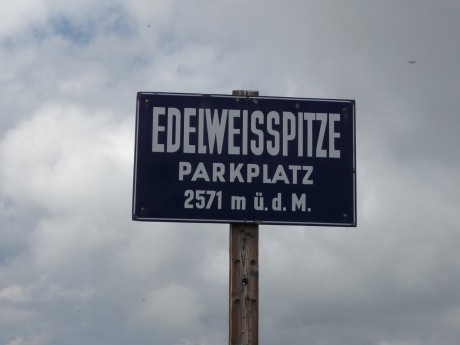 EDELWEISSPITZE
PARKPLATZ
2571 m ü. d. M.